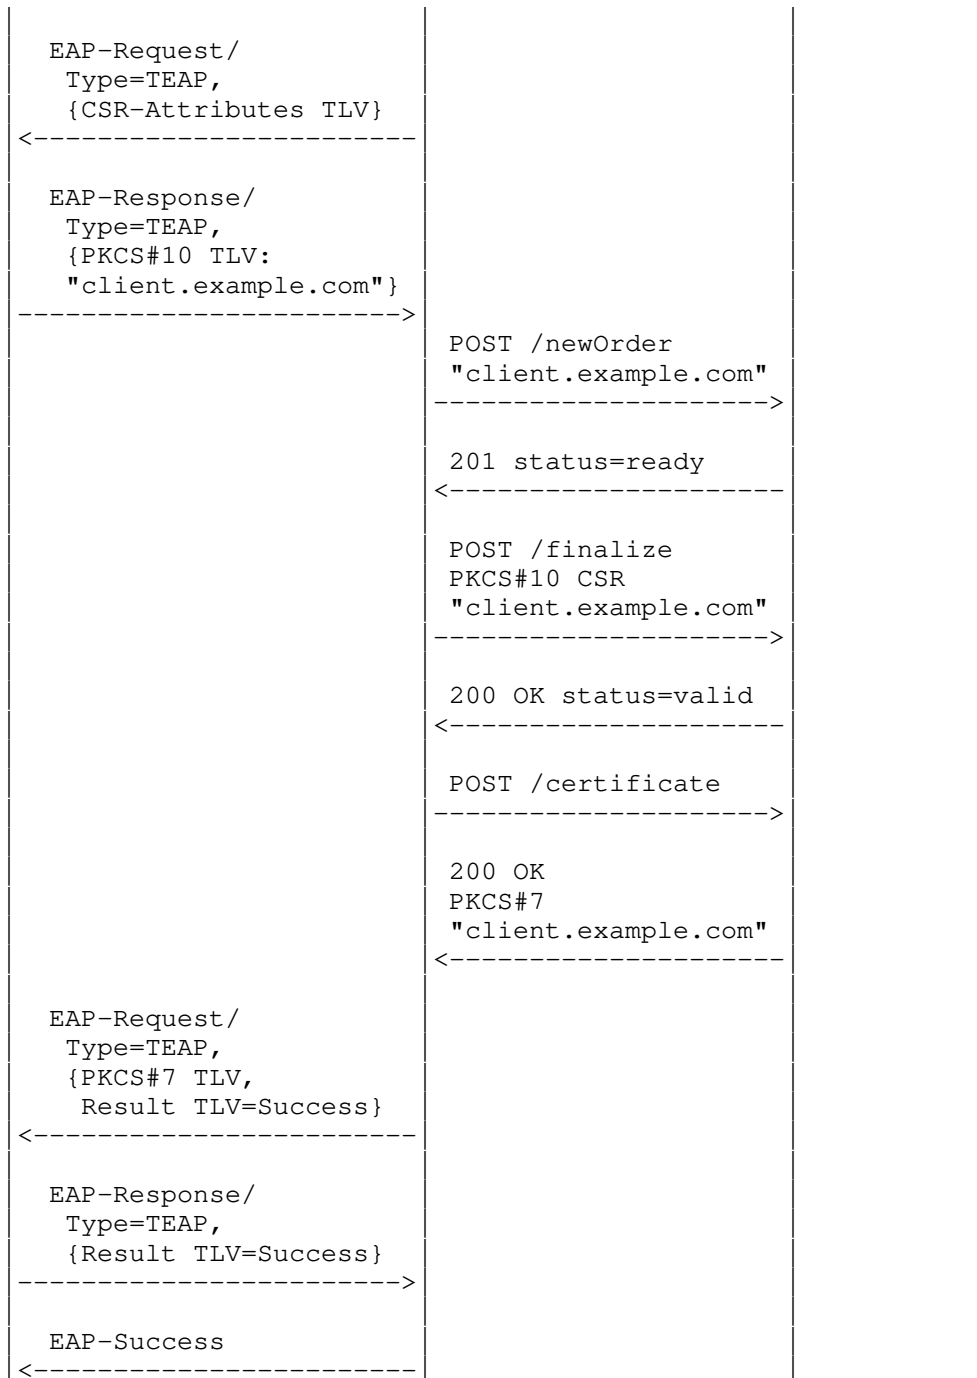 EAP-Request/
Type=TEAP,
{CSR-Attributes TLV}
EAP-Response/
Type=TEAP,
{PKCS#10 TLV:
"client.example.com"}
POST /newOrder
"client.example.com"
201 status=ready
POST /finalize
PKCS#10 CSR
"client.example.com"
200 OK status=valid
POST /certificate
200 OK
PKCS#7
"client.example.com"
EAP-Request/
Type=TEAP,
{PKCS#7 TLV,
Result TLV=Success}
EAP-Response/
Type=TEAP,
{Result TLV=Success}
EAP-Success